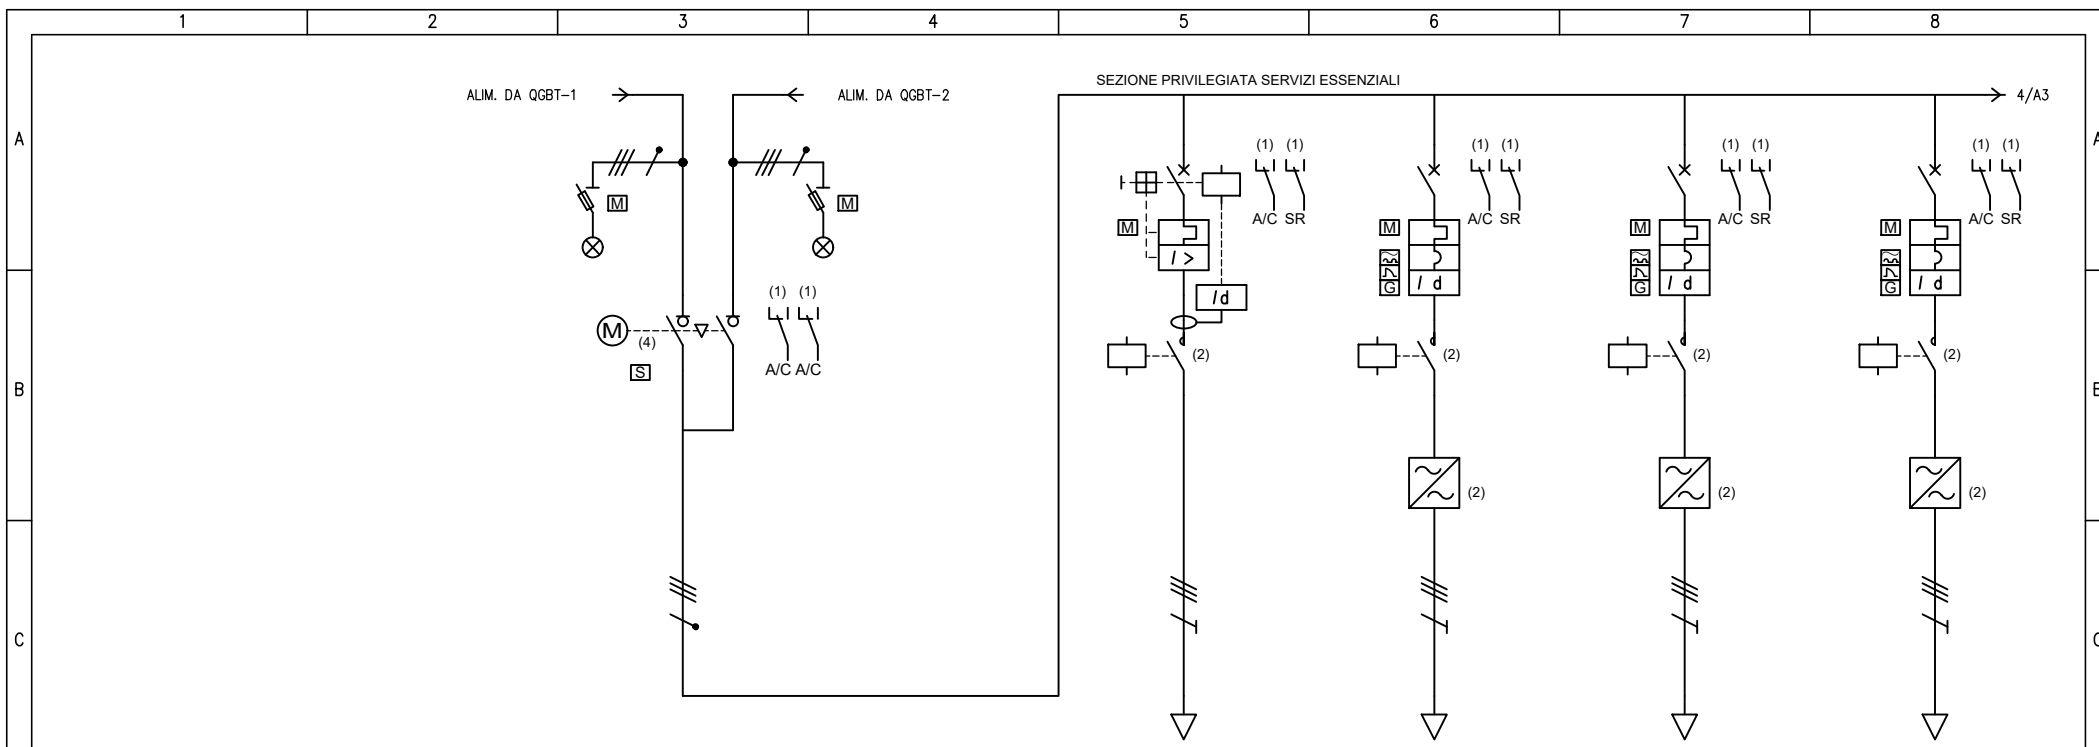 1 2 3 4 5 6 7 8
SEZIONE PRIVILEGIATA SERVIZI ESSENZIALI
ALIM. DA QGBT-1 ALIM. DA QGBT-2 4/A3
A A
(1) (1) (1) (1) (1) (1) (1) (1)
M M
A/C SR A/C SR A/C SR A/C SR
M M M M
I >
I d I d I d
G G G
(1) (1) I d
M (4)
(2) (2) (2) (2)
S A/C A/C
B B
(2) (2) (2)
C C